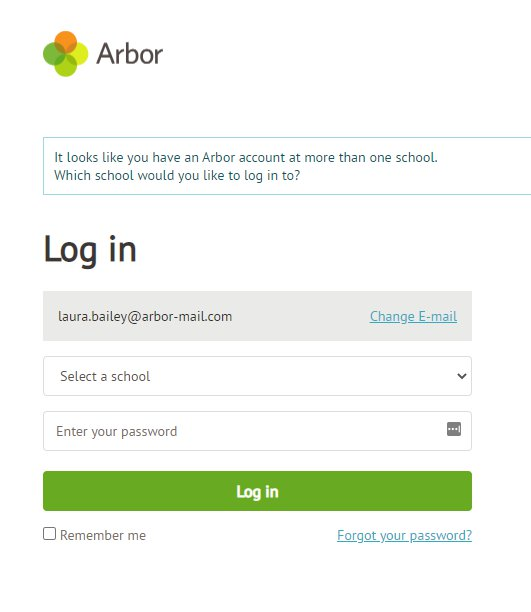 Arbor
It looks like you have an Arbor account at more than one school.
Which school would you like to log in to?
Log in
laura.bailey@arbor-mail.com Change E-mail
Select a school
Enter your password
Log in
Remember me Forgot your password?